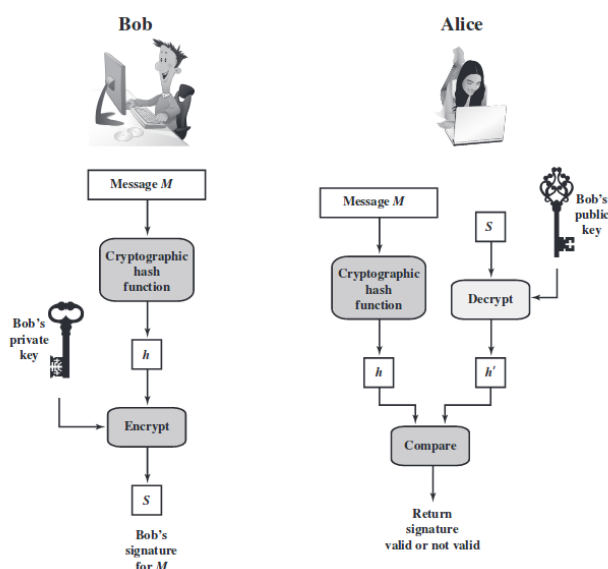 Bob
Message M
Cryptographic
hash
function
Bob's
private
key
h
Encrypt
S
Bob's
signature
for M
Alice
Message M
Cryptographic
hash
function
S
Bob's
public
key
Decrypt
h
h'
Compare
Return
signature
valid or not valid